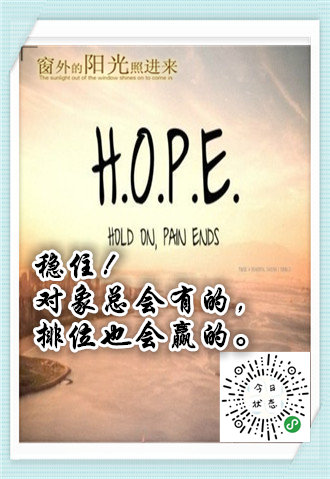 窗外的阳光照进来
The sunlight out of the window shines on to come in
H.O.P.E.
HOLD ON, PAIN ENDS
稳住！
对象总会有的，
排位也会赢的。
今日
状态